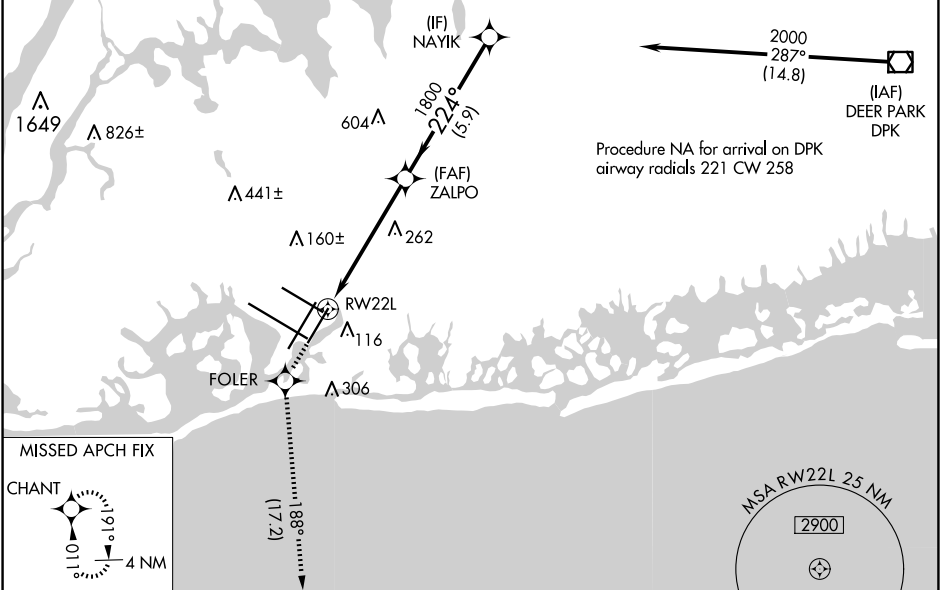 (IF)
NAYIK
2000
287°
(14.8)
(IAF)
DEER PARK
DPK
1649
826±
604
1800
224°
(5.9)
Procedure NA for arrival on DPK
airway radials 221 CW 258
(FAF)
ZALPO
441±
160±
262
RW22L
116
FOLER
306
MISSED APCH FIX
CHANT
191°
011°
4 NM
188°
(17.2)
MSA RW22L 25 NM
2900